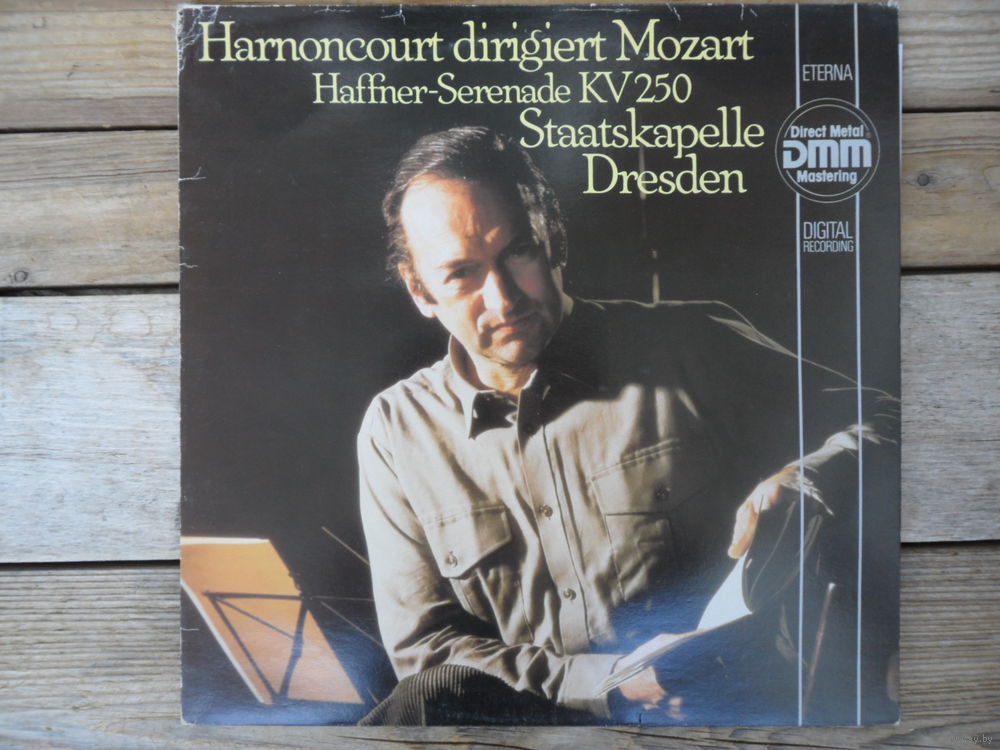 Harnoncourt dirigiert Mozart
Haffner-Serenade KV 250
Staatskapelle
Dresden
ETERNA
Direct Metal
DMM
Mastering
DIGITAL
RECORDING